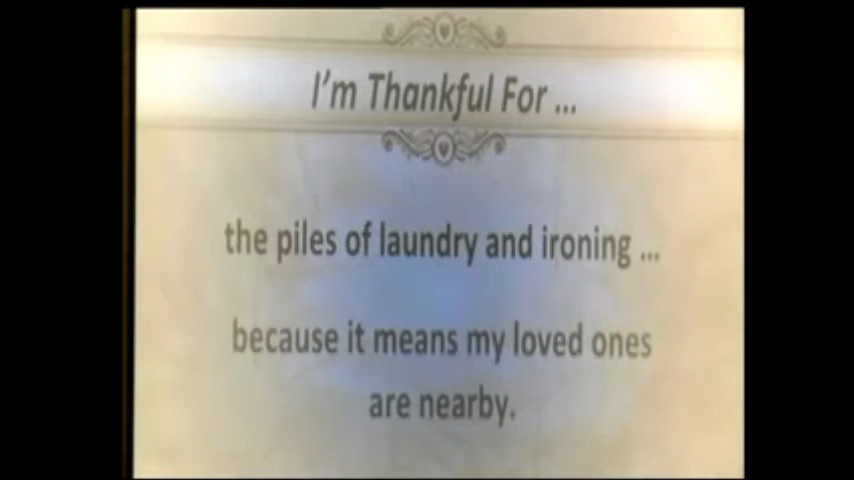 I'm Thankful For ...
the piles of laundry and ironing ...
because it means my loved ones
are nearby.